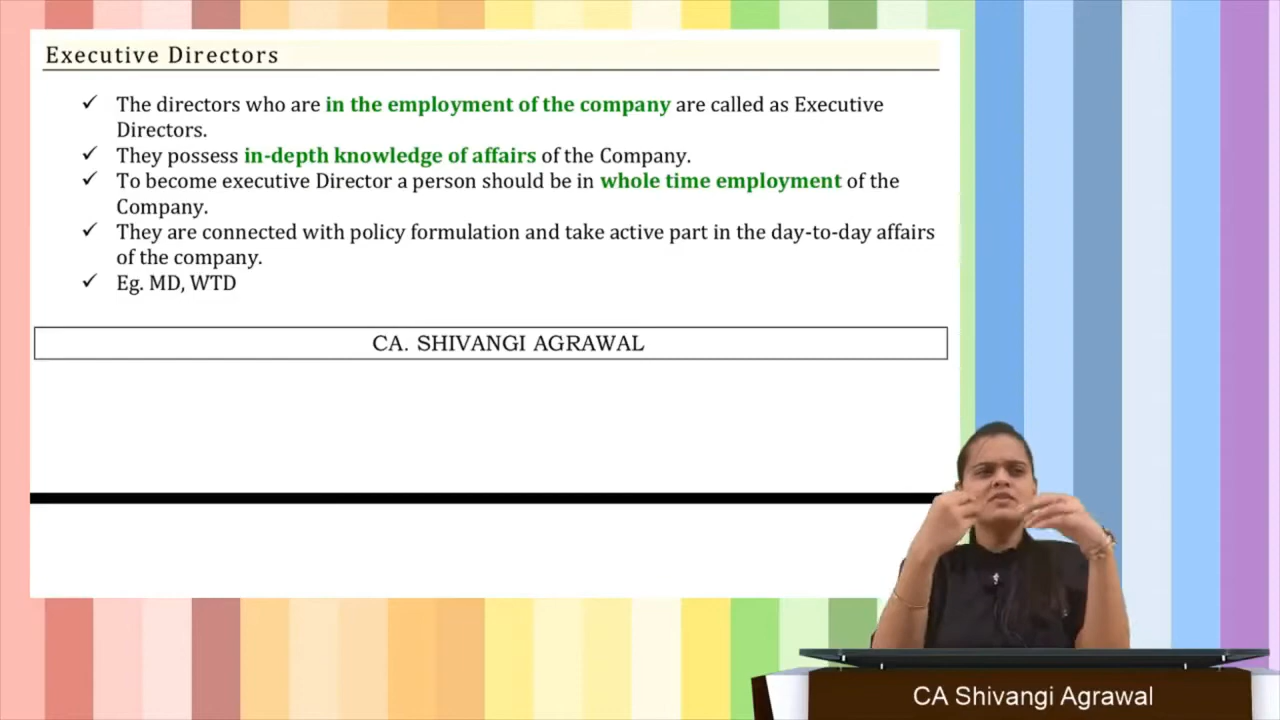 Executive Directors
✓ The directors who are in the employment of the company are called as Executive
Directors.
✓ They possess in-depth knowledge of affairs of the Company.
✓ To become executive Director a person should be in whole time employment of the
Company.
✓ They are connected with policy formulation and take active part in the day-to-day affairs
of the company.
✓ Eg. MD, WTD
CA. SHIVANGI AGRAWAL
CA Shivangi Agrawal